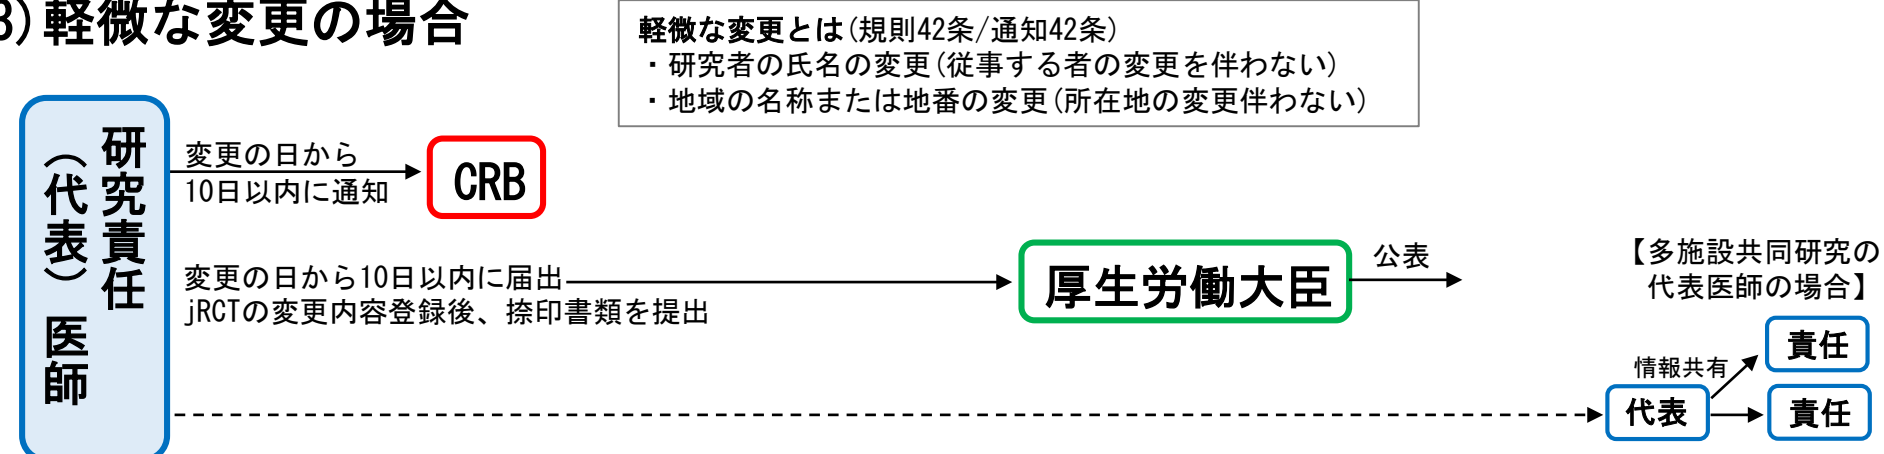 3)軽微な変更の場合
軽微な変更とは(規則42条/通知42条)
・研究者の氏名の変更(従事する者の変更を伴わない)
・地域の名称または地番の変更(所在地の変更伴わない)
研究責任
(代表)医師
変更の日から
10日以内に通知
CRB
変更の日から10日以内に届出
jRCTの変更内容登録後、捺印書類を提出
厚生労働大臣
公表
【多施設共同研究の
代表医師の場合】
情報共有
責任
代表
責任